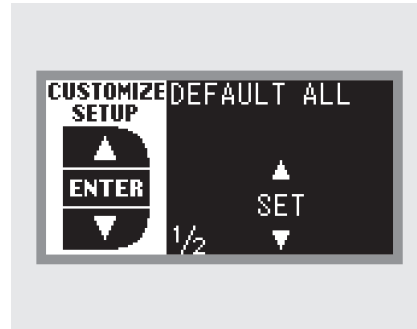 CUSTOMIZE
SETUP
ENTER
DEFAULT ALL
SET
1/2